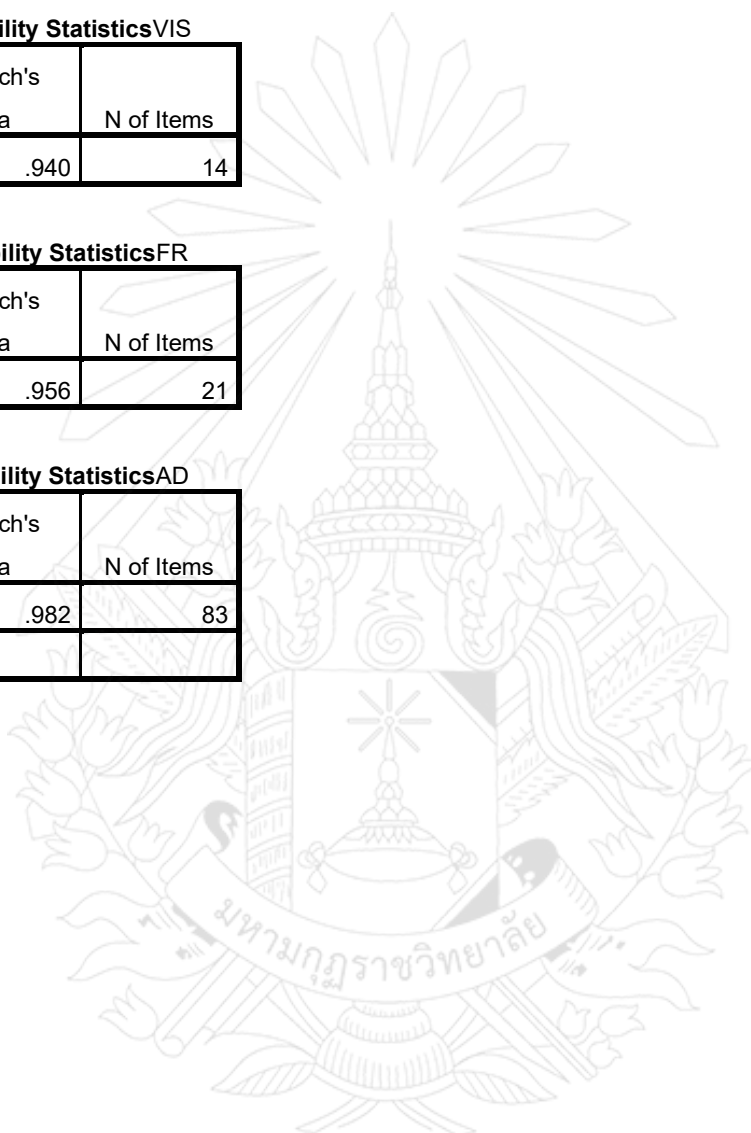 ility StatisticsVIS
ch's
a N of Items
.940 14
ility StatisticsFR
ch's
a N of Items
.956 21
ility StatisticsAD
ch's
a N of Items
.982 83
มหามกุฏราชวิทยาลัย